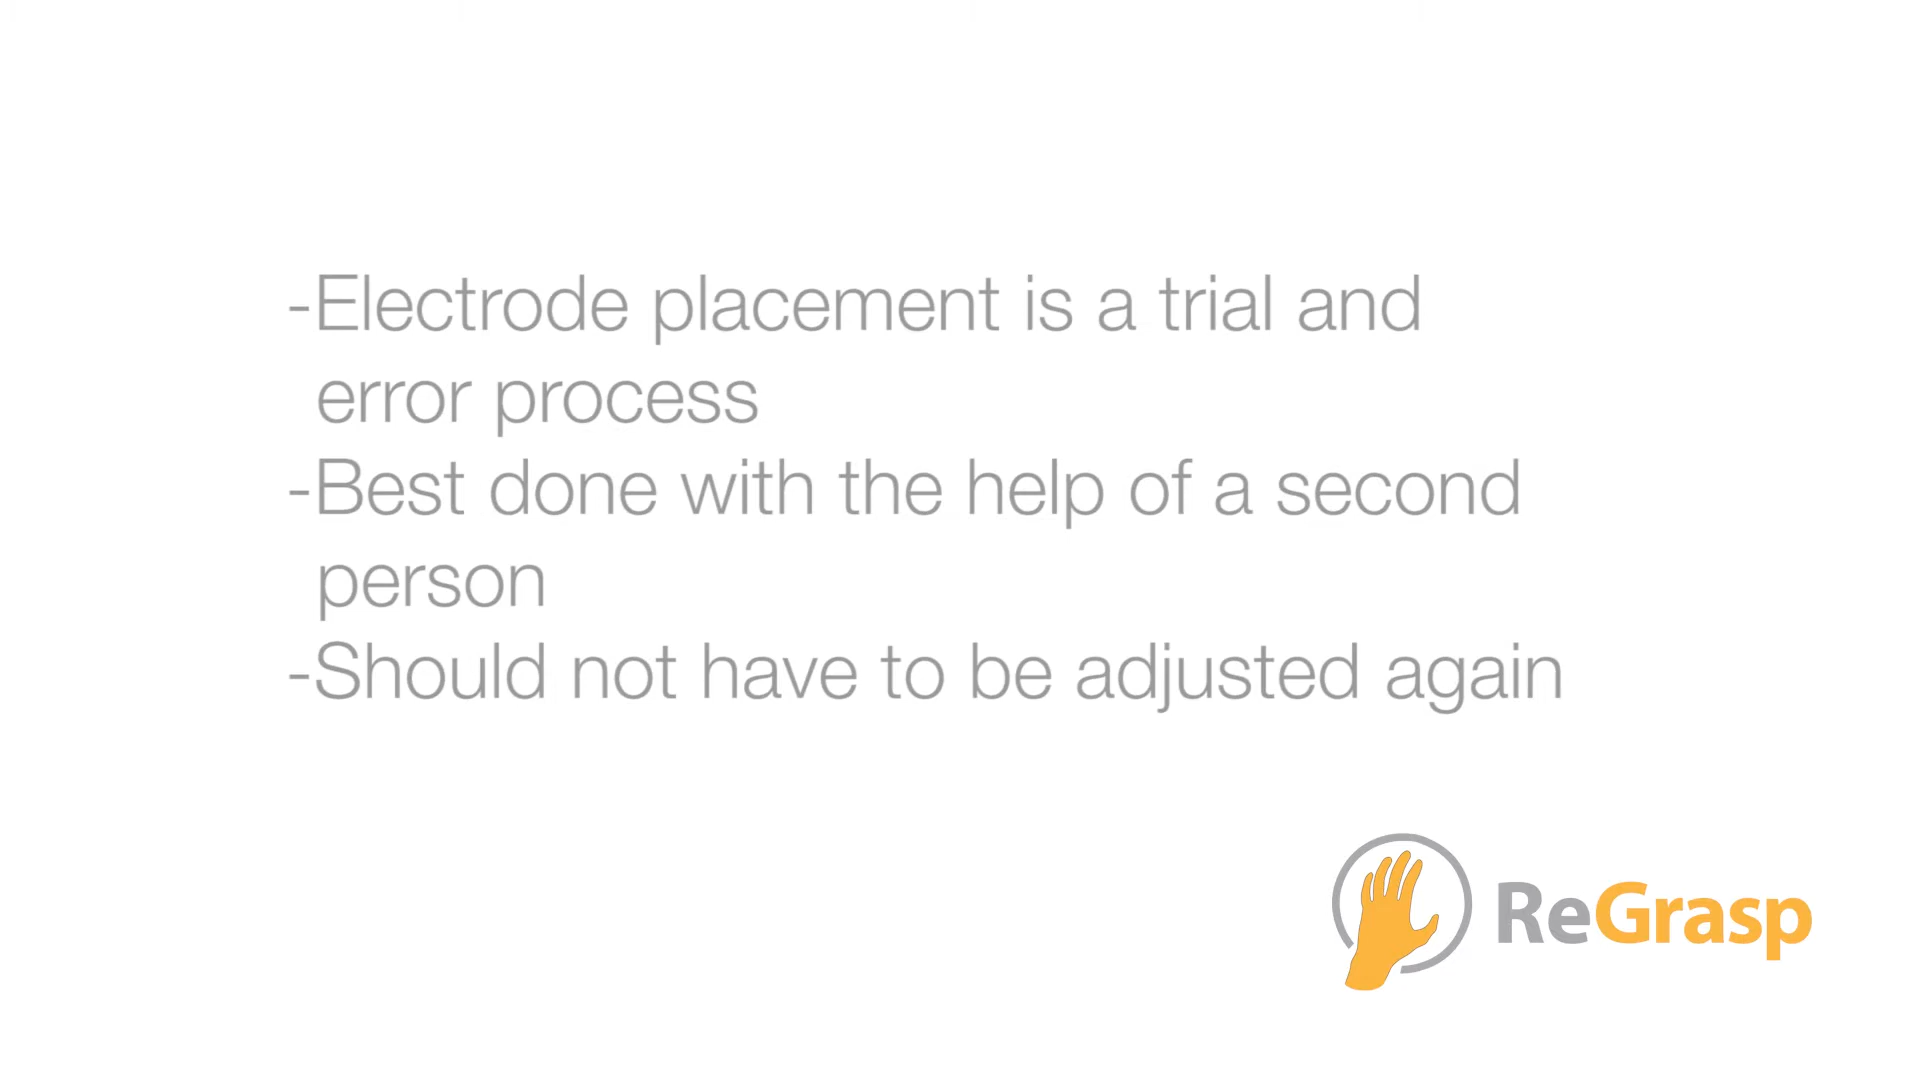 -Electrode placement is a trial and
error process
-Best done with the help of a second
person
-Should not have to be adjusted again
ReGrasp